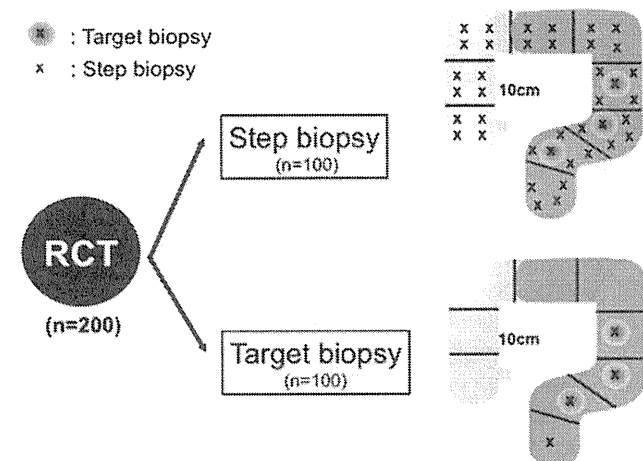 x : Target biopsy
x : Step biopsy
Step biopsy
(n=100)
10cm
RCT
(n=200)
Target biopsy
(n=100)
10cm